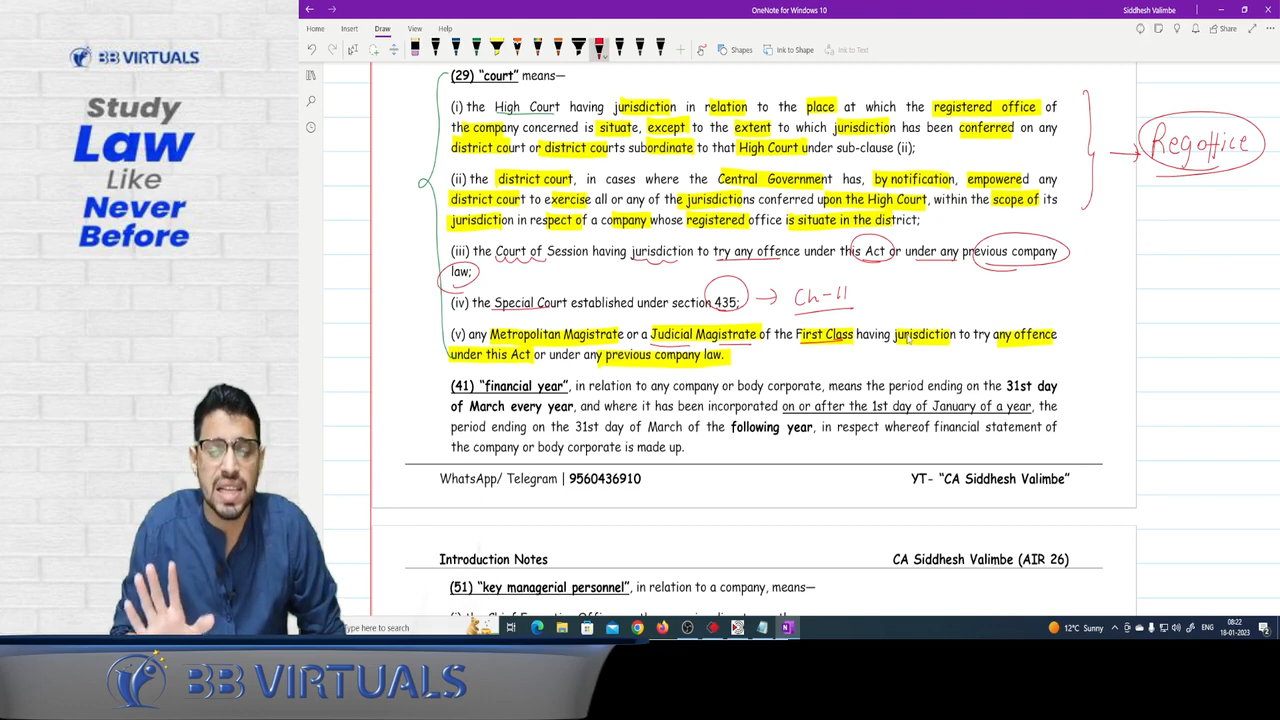 BB VIRTUALS
Study
Law
Like
Never
Before
OneNote for Windows 10
Siddhesh Valimbe
Home Insert Draw View Help
Share
Shapes Ink to Shape Ink to Text
(29) “court” means—
(i) the High Court having jurisdiction in relation to the place at which the registered office of
the company concerned is situate, except to the extent to which jurisdiction has been conferred on any
district court or district courts subordinate to that High Court under sub-clause (ii);
Reg office
(ii) the district court, in cases where the Central Government has, by notification, empowered any
district court to exercise all or any of the jurisdictions conferred upon the High Court, within the scope of its
jurisdiction in respect of a company whose registered office is situate in the district;
(iii) the Court of Session having jurisdiction to try any offence under this Act or under any previous company
law;
(iv) the Special Court established under section 435; → Ch-11
(v) any Metropolitan Magistrate or a Judicial Magistrate of the First Class having jurisdiction to try any offence
under this Act or under any previous company law.
(41) “financial year”, in relation to any company or body corporate, means the period ending on the 31st day
of March every year, and where it has been incorporated on or after the 1st day of January of a year, the
period ending on the 31st day of March of the following year, in respect whereof financial statement of
the company or body corporate is made up.
WhatsApp/ Telegram | 9560436910 YT- “CA Siddhesh Valimbe”
Introduction Notes CA Siddhesh Valimbe (AIR 26)
(51) “key managerial personnel”, in relation to a company, means—
Type here to search
12°C Sunny
ENG
08:22
18-01-2023
BB VIRTUALS